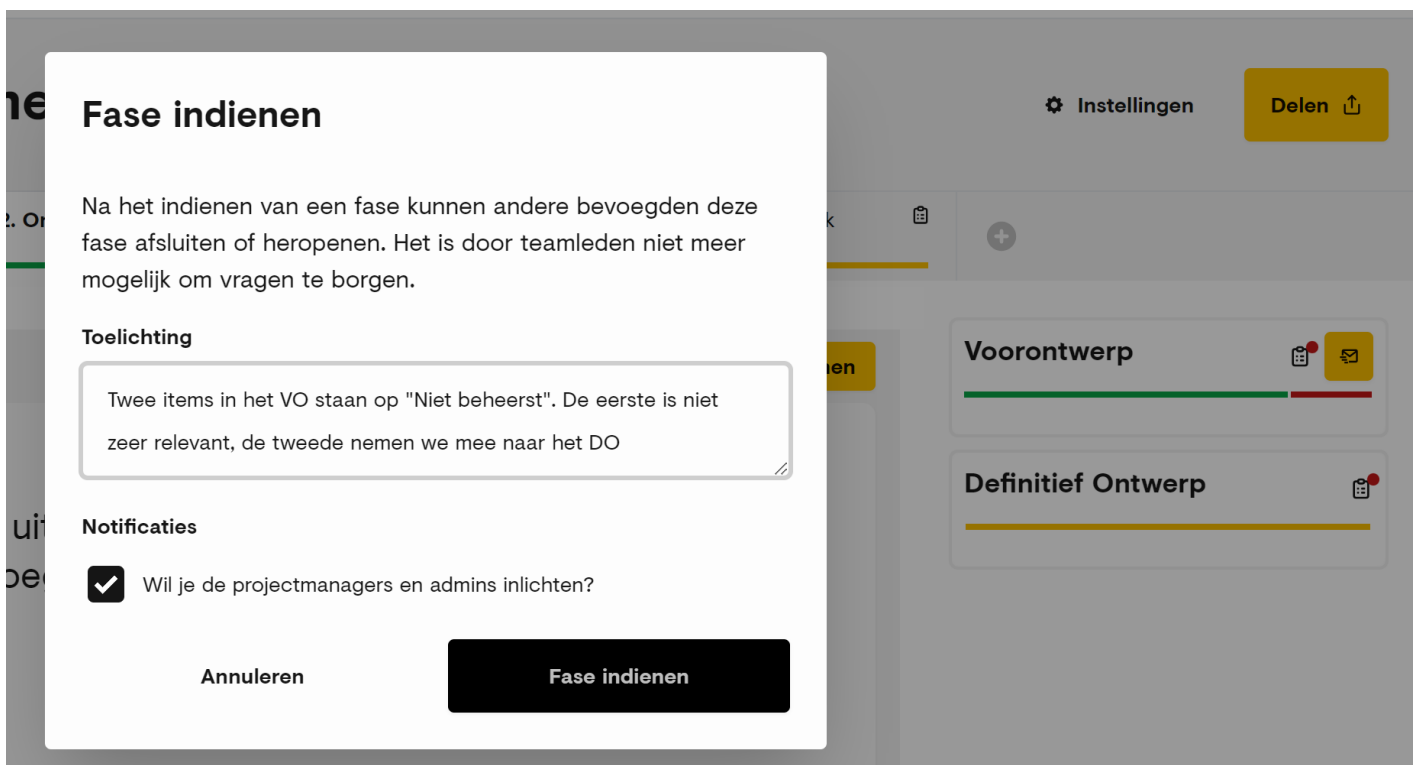 Fase indienen
Instellingen
Delen
Na het indienen van een fase kunnen andere bevoegden deze
fase afsluiten of heropenen. Het is door teamleden niet meer
mogelijk om vragen te borgen.
Toelichting
Twee items in het VO staan op "Niet beheerst". De eerste is niet
zeer relevant, de tweede nemen we mee naar het DO
Notificaties
Wil je de projectmanagers en admins inlichten?
Annuleren
Fase indienen
Voorontwerp
Definitief Ontwerp